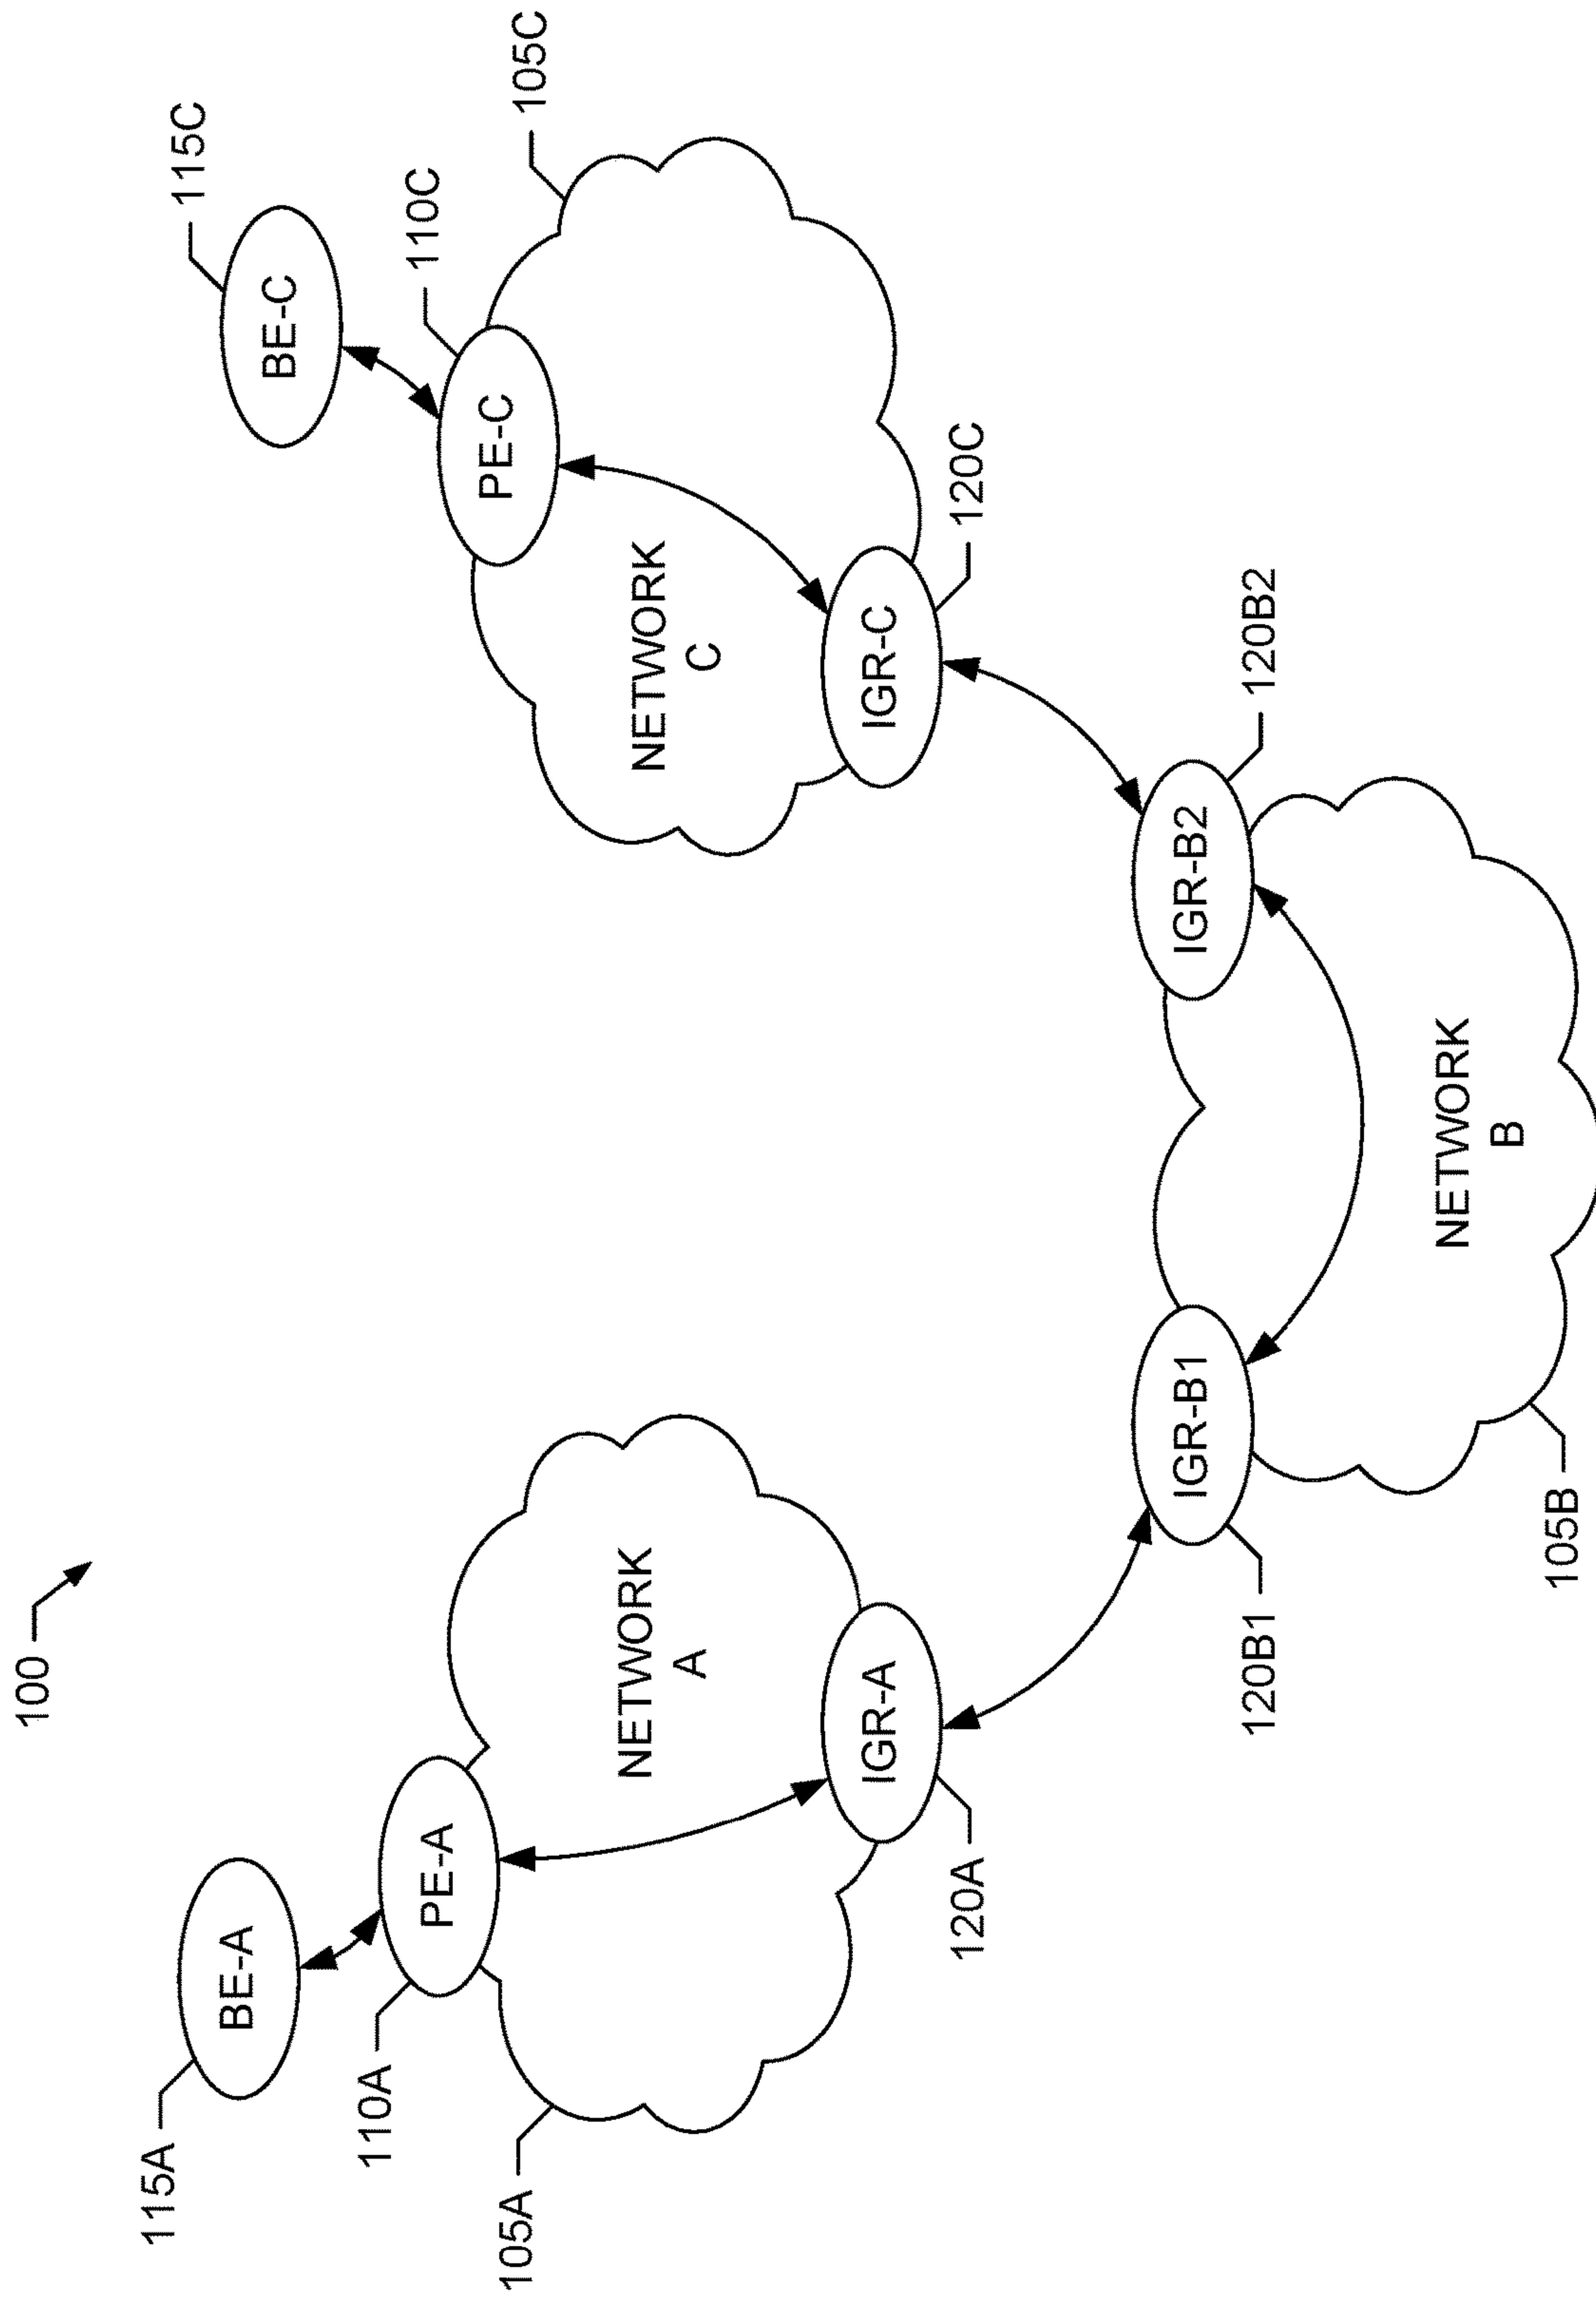 100
115A
BE-A
110A
PE-A
105A
NETWORK
A
IGR-A
120A
115C
BE-C
110C
PE-C
105C
NETWORK
C
IGR-C
120C
IGR-B1
120B1
IGR-B2
120B2
NETWORK
B
105B